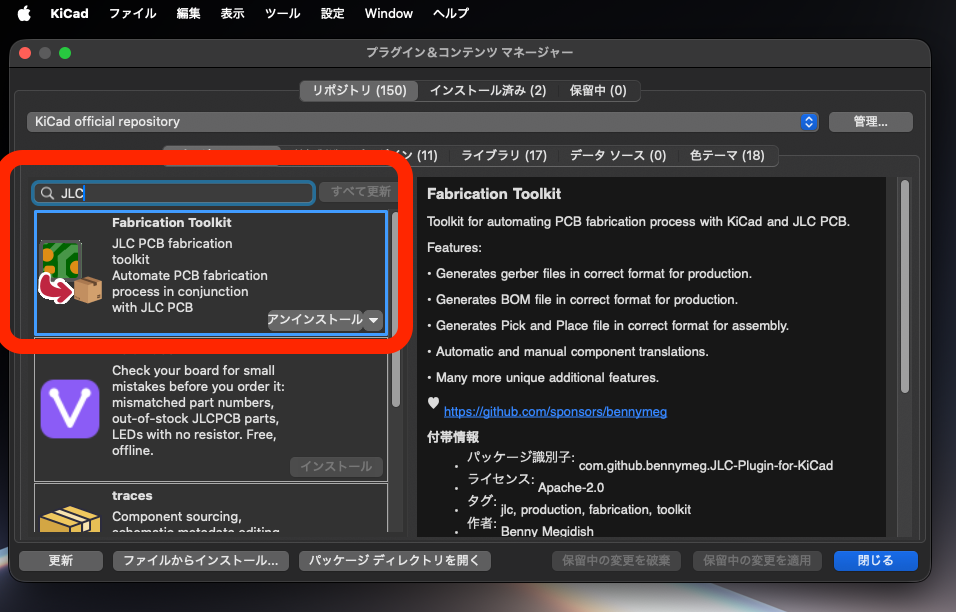 KiCad ファイル 編集 表示 ツール 設定 Window ヘルプ
プラグイン＆コンテンツ マネージャー
リポジトリ (150) インストール済み (2) 保留中 (0)
KiCad official repository 管理...
(11) ライブラリ (17) データ ソース (0) 色テーマ (18)
JLC すべて更新
Fabrication Toolkit
JLC PCB fabrication
toolkit
Automate PCB fabrication
process in conjunction
with JLC PCB
アンインストール
Check your board for small
mistakes before you order it:
mismatched part numbers,
out-of-stock JLCPCB parts,
LEDs with no resistor. Free,
offline.
インストール
traces
Component sourcing,
schematic metadata editing
Fabrication Toolkit
Toolkit for automating PCB fabrication process with KiCad and JLC PCB.
Features:
• Generates gerber files in correct format for production.
• Generates BOM file in correct format for production.
• Generates Pick and Place file in correct format for assembly.
• Automatic and manual component translations.
• Many more unique additional features.
https://github.com/sponsors/bennymeg
付帯情報
• パッケージ識別子: com.github.bennymeg.JLC-Plugin-for-KiCad
• ライセンス: Apache-2.0
• タグ: jlc, production, fabrication, toolkit
• 作者: Benny Megidish
更新 ファイルからインストール... パッケージ ディレクトリを開く 保留中の変更を破棄 保留中の変更を適用 閉じる